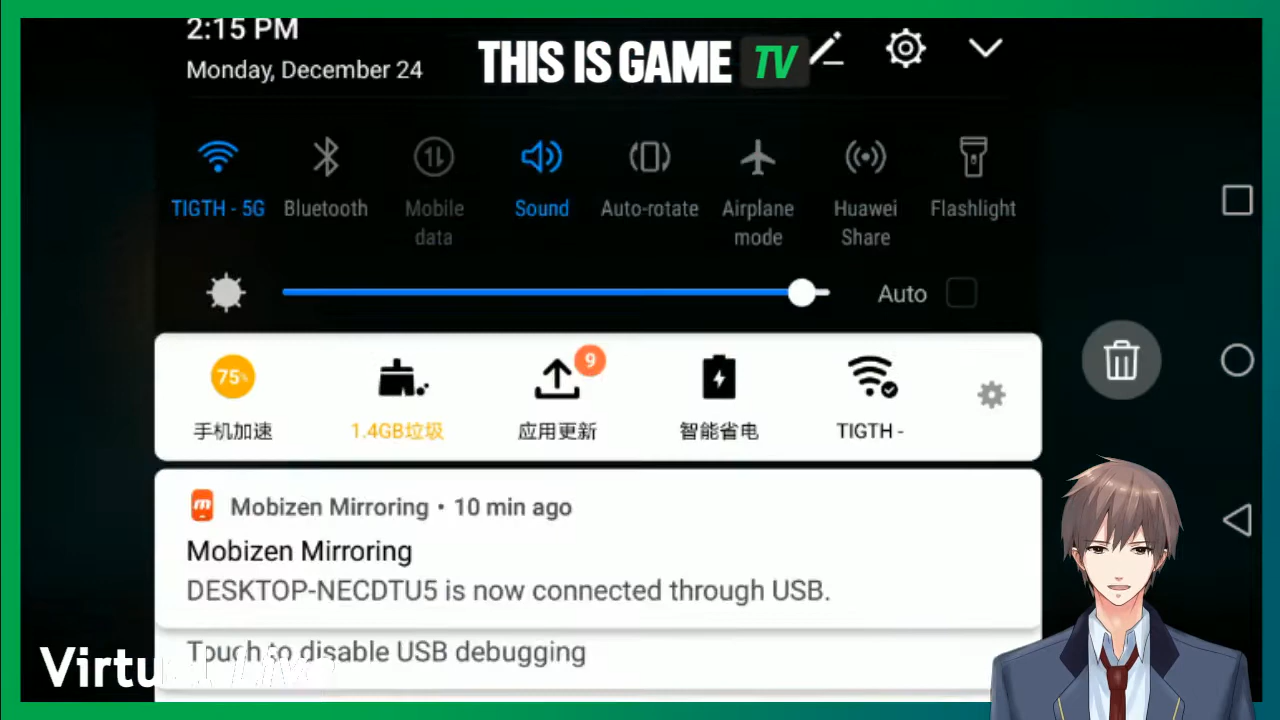 2:15 PM
Monday, December 24
THIS IS GAME TV
TIGTH - 5G
Bluetooth
Mobile data
Sound
Auto-rotate
Airplane mode
Huawei Share
Flashlight
Auto
75%
9
手机加速
1.4GB垃圾
应用更新
智能省电
TIGTH -
m
Mobizen Mirroring • 10 min ago
Mobizen Mirroring
DESKTOP-NECDTU5 is now connected through USB.
Touch to disable USB debugging
Virtual Live